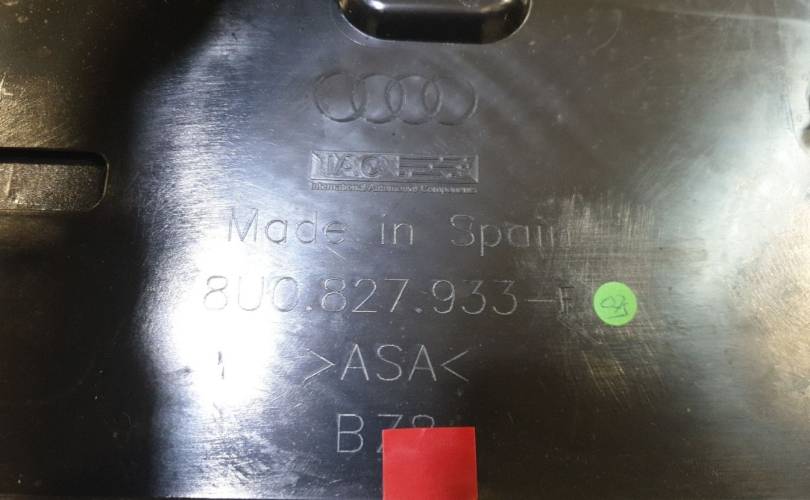 IAC
International Automotive Components
Made in Spain
8U0.827.933-F
>ASA<